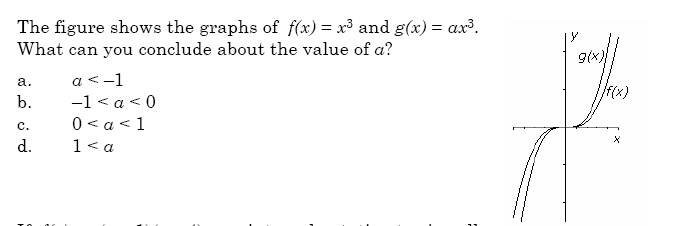 The figure shows the graphs of f(x) = x³ and g(x) = ax³.
What can you conclude about the value of a?
a. a < –1
b. –1 < a < 0
c. 0 < a < 1
d. 1 < a
y
g(x)
f(x)
x